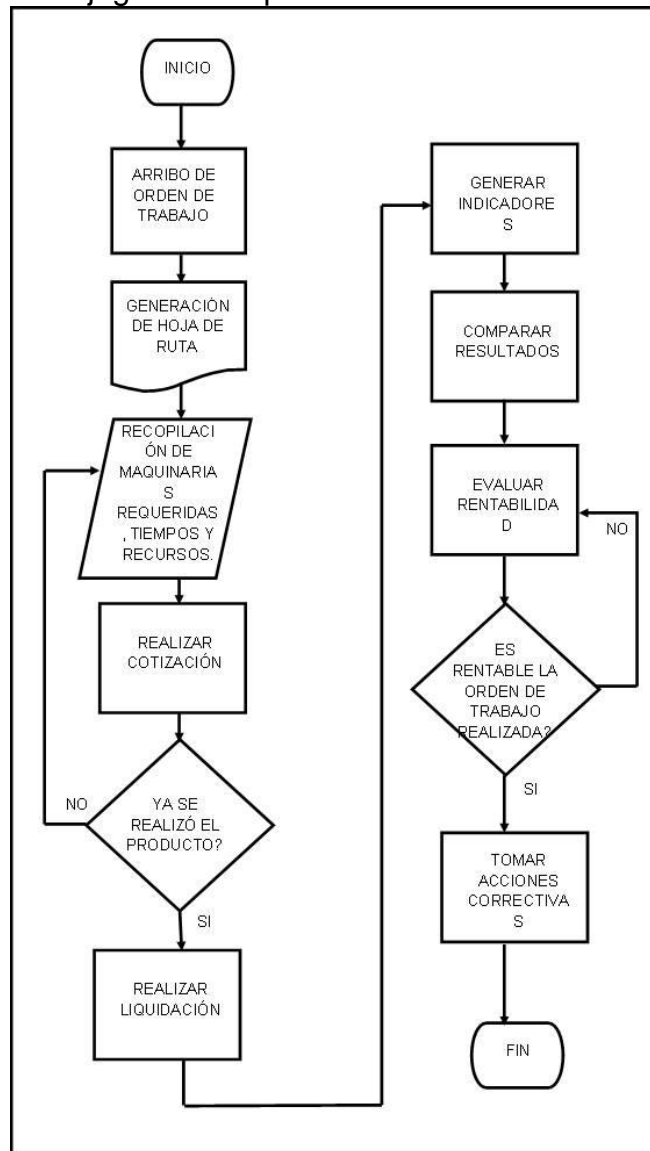 INICIO
ARRIBO DE
ORDEN DE
TRABAJO
GENERACIÓN
DE HOJA DE
RUTA
RECOPILACI
ÓN DE
MAQUINARIA
S
REQUERIDAS
, TIEMPOS Y
RECURSOS.
REALIZAR
COTIZACIÓN
NO
YA SE
REALIZÓ EL
PRODUCTO?
SI
REALIZAR
LIQUIDACIÓN
GENERAR
INDICADORE
S
COMPARAR
RESULTADOS
EVALUAR
RENTABILIDA
D
NO
ES
RENTABLE LA
ORDEN DE
TRABAJO
REALIZADA?
SI
TOMAR
ACCIONES
CORRECTIVA
S
FIN